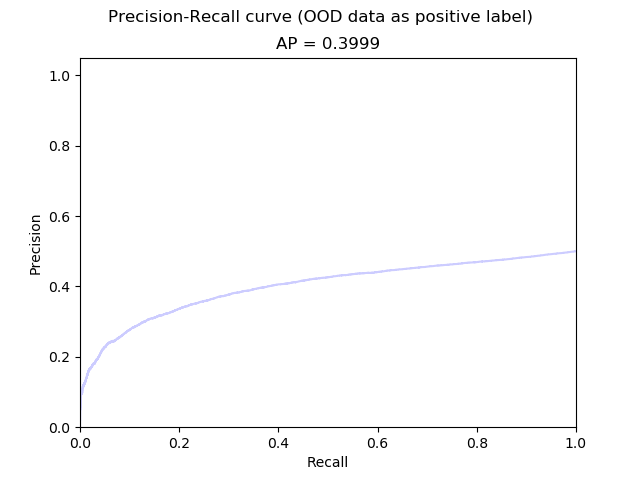 Precision-Recall curve (OOD data as positive label)
AP = 0.3999
1.0
0.8
0.6
0.4
0.2
0.0
Precision
0.0 0.2 0.4 0.6 0.8 1.0
Recall